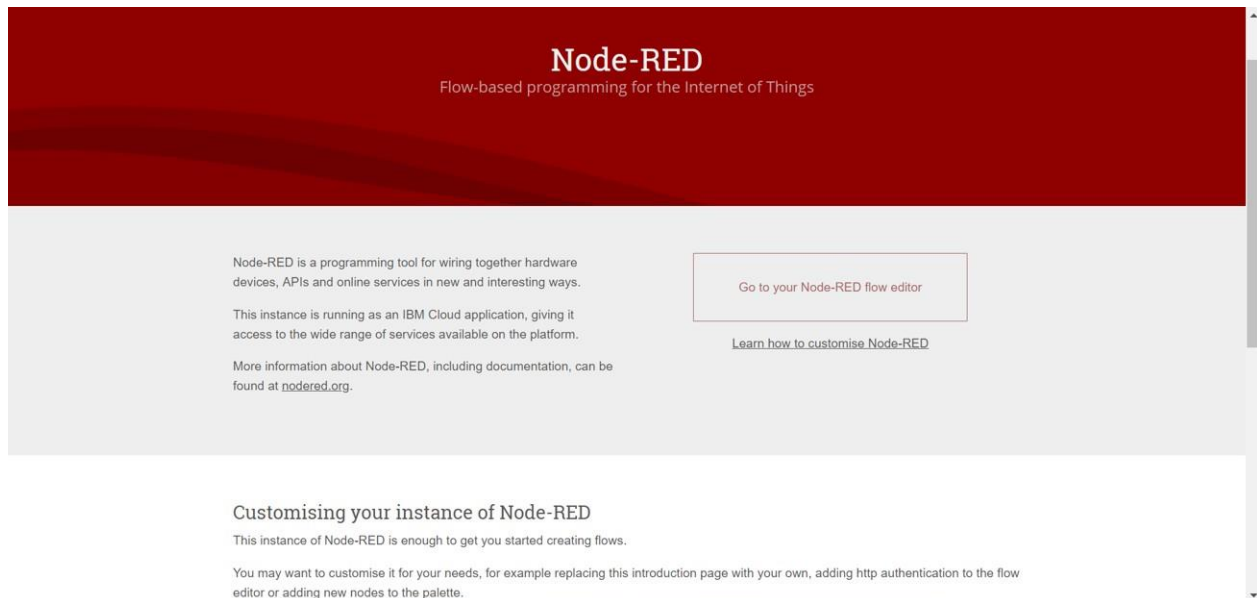 Node-RED
Flow-based programming for the Internet of Things
Node-RED is a programming tool for wiring together hardware
devices, APIs and online services in new and interesting ways.
This instance is running as an IBM Cloud application, giving it
access to the wide range of services available on the platform.
More information about Node-RED, including documentation, can be
found at nodered.org.
Go to your Node-RED flow editor
Learn how to customise Node-RED
Customising your instance of Node-RED
This instance of Node-RED is enough to get you started creating flows.
You may want to customise it for your needs, for example replacing this introduction page with your own, adding http authentication to the flow
editor or adding new nodes to the palette.